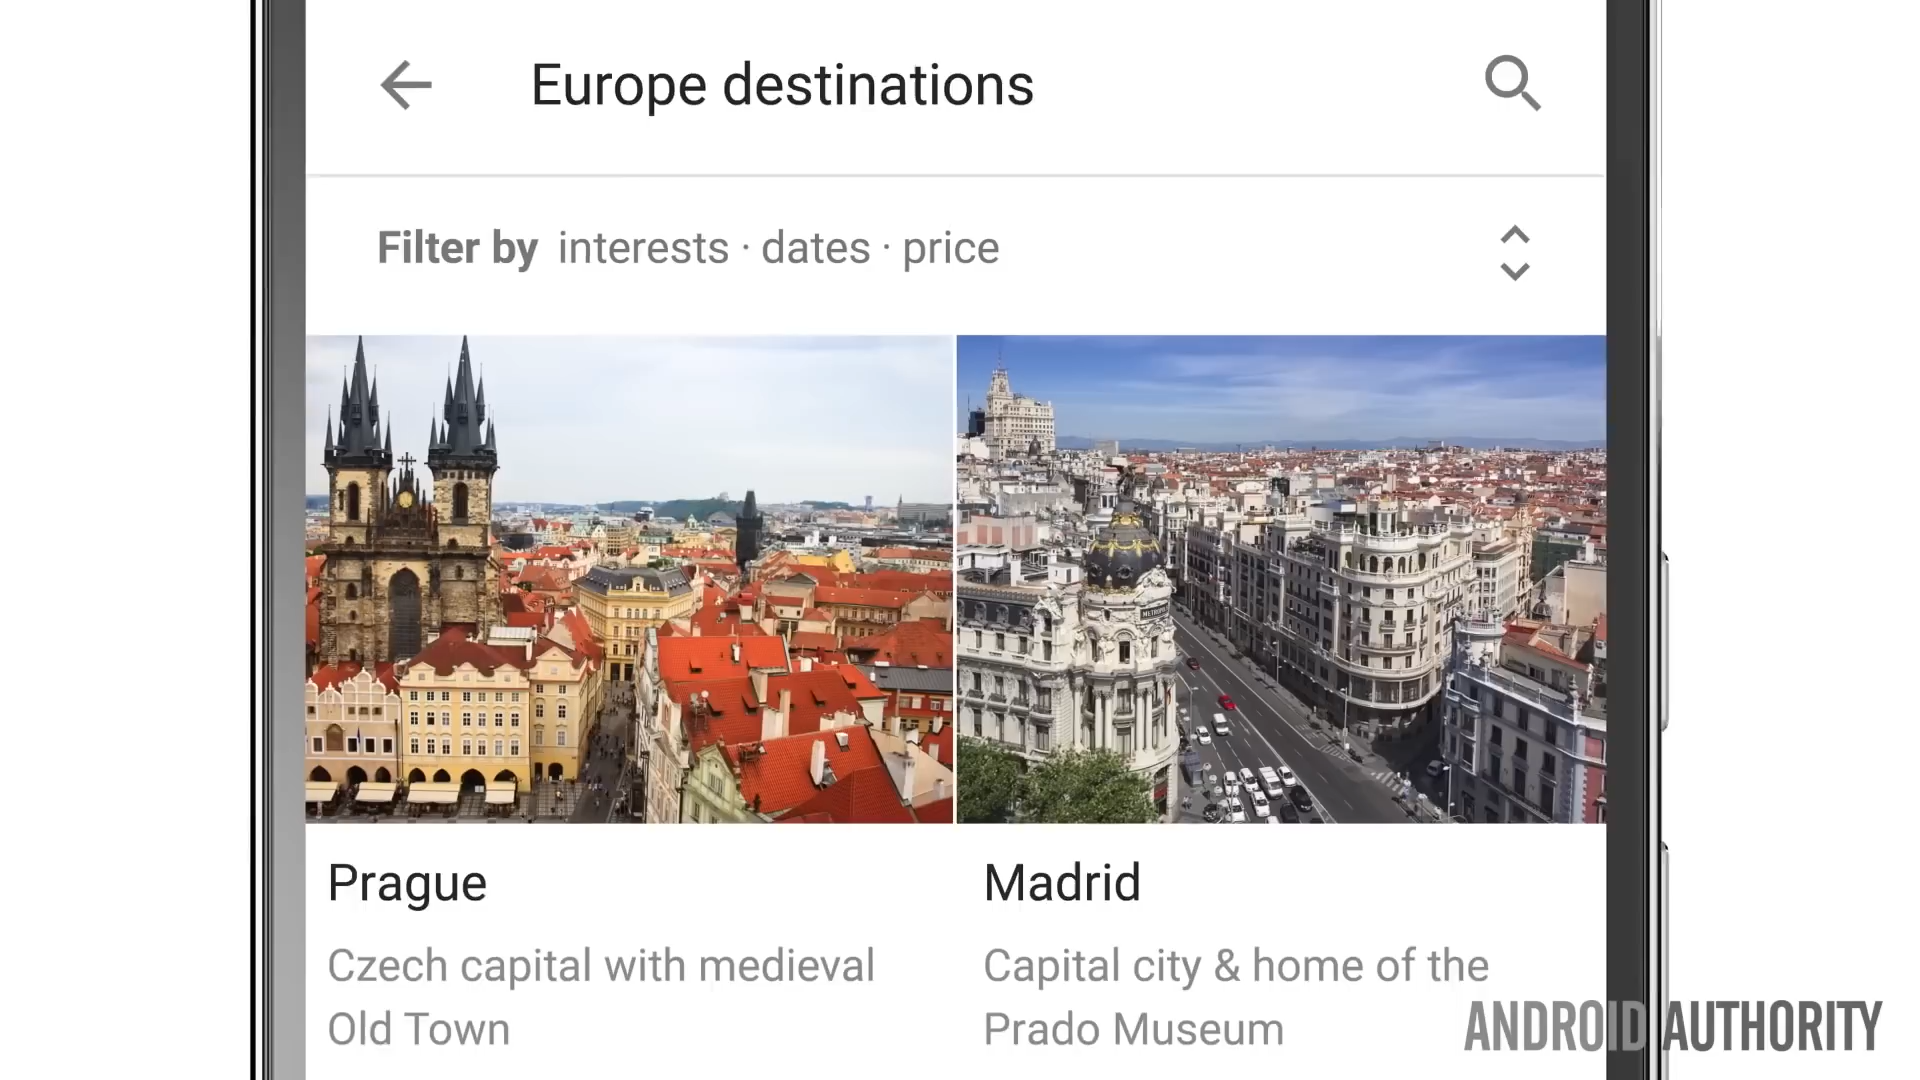 Europe destinations
Filter by interests · dates · price
METROPOLIS
Prague
Madrid
Czech capital with medieval
Old Town
Capital city & home of the
Prado Museum
ANDROID AUTHORITY